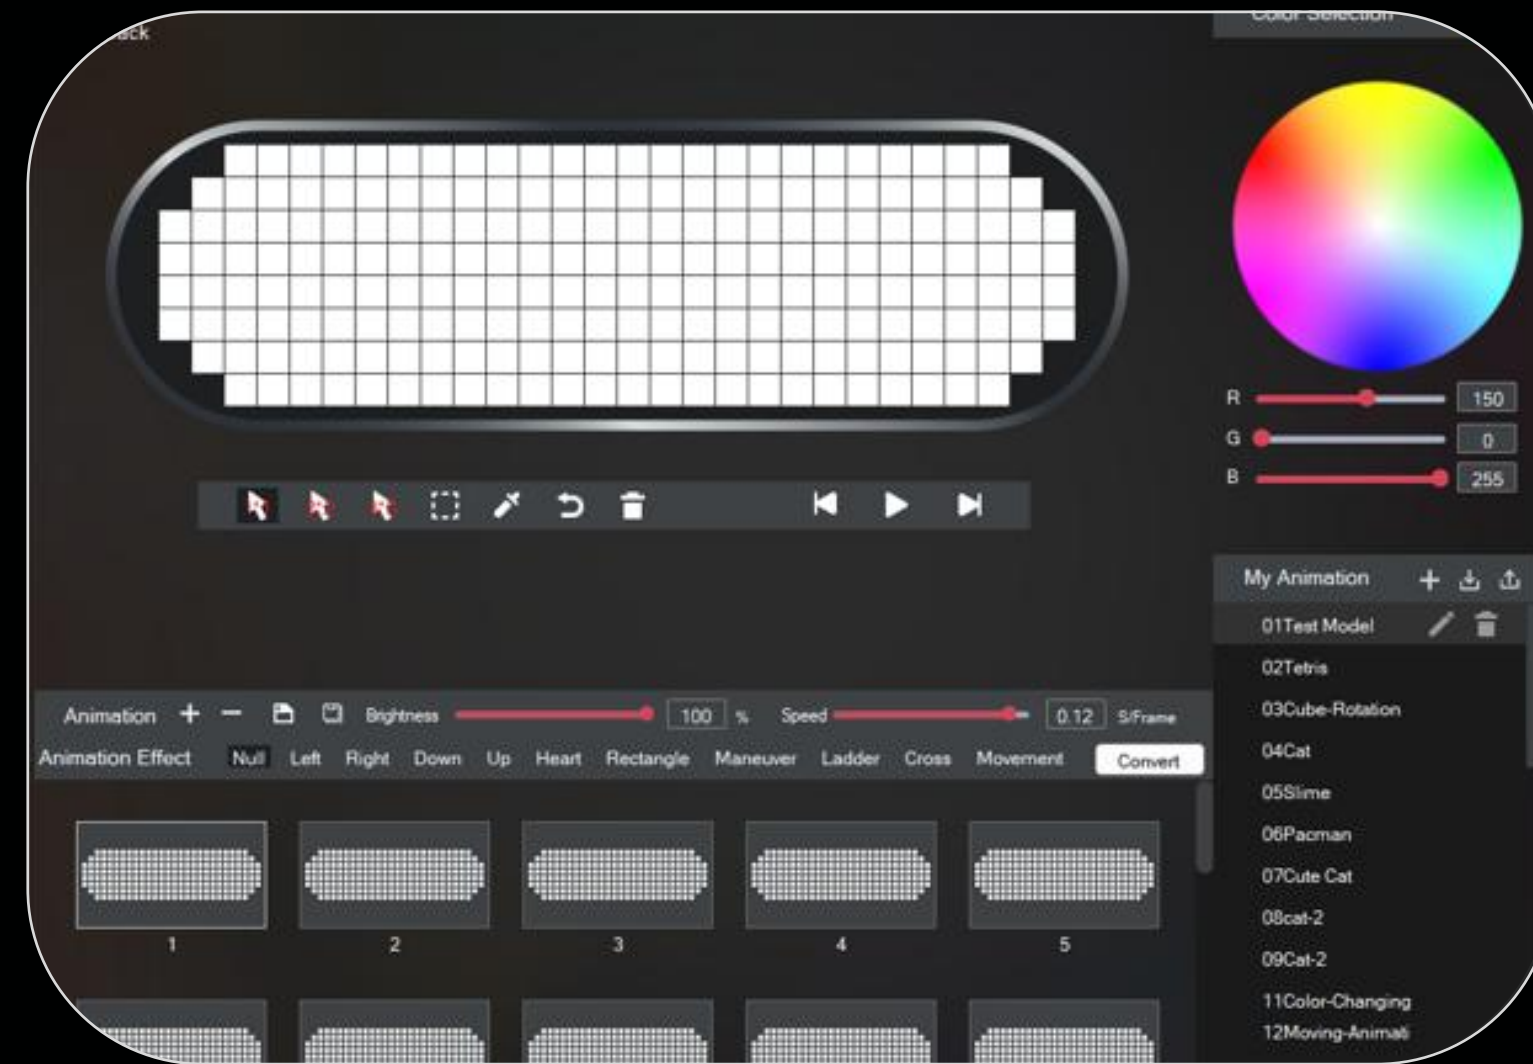 Color Selection
R 150
G 0
B 255
My Animation
01Test Model
02Tetris
03Cube-Rotation
04Cat
05Slime
06Pacman
07Cute Cat
08cat-2
09Cat-2
11Color-Changing
12Moving-Animati
Animation Brightness 100 % Speed 0.12 S/Frame
Animation Effect Null Left Right Down Up Heart Rectangle Maneuver Ladder Cross Movement Convert
1 2 3 4 5